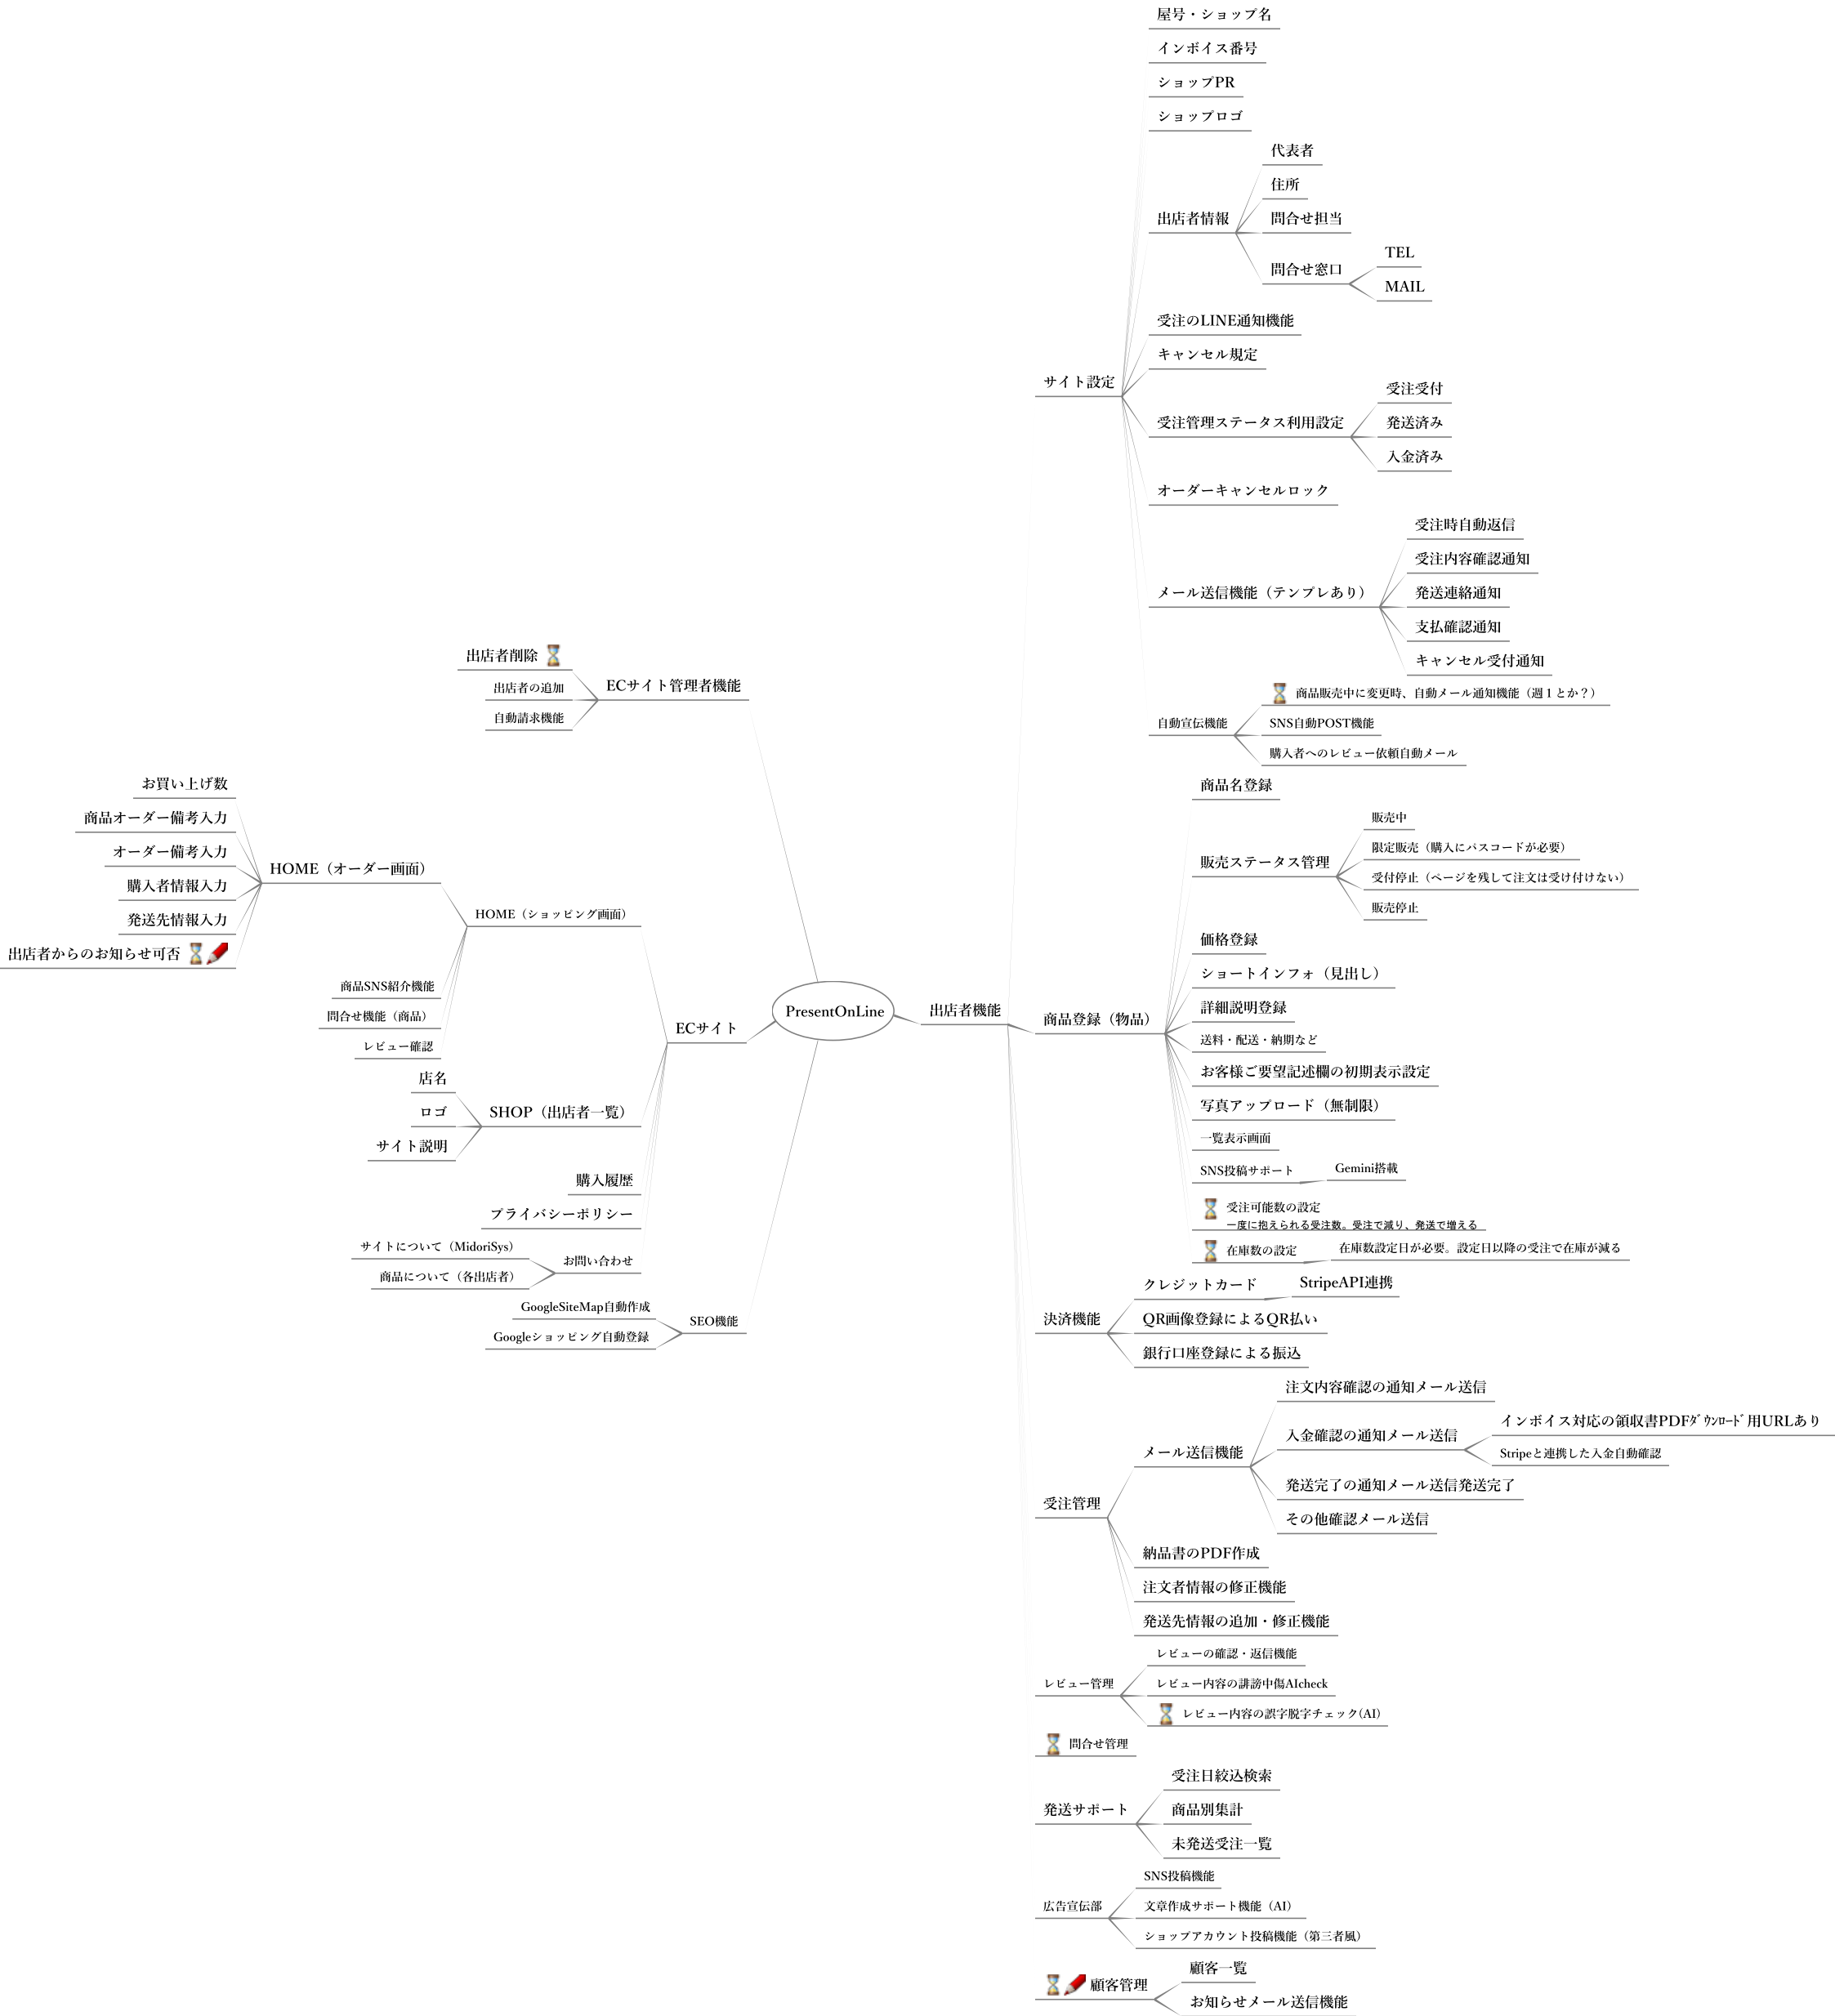 PresentOnLine
出店者機能
サイト設定
屋号・ショップ名
インボイス番号
ショップPR
ショップロゴ
出店者情報
代表者
住所
問合せ担当
問合せ窓口
TEL
MAIL
受注のLINE通知機能
キャンセル規定
受注管理ステータス利用設定
受注受付
発送済み
入金済み
オーダーキャンセルロック
メール送信機能（テンプレあり）
受注時自動返信
受注内容確認通知
発送連絡通知
支払確認通知
キャンセル受付通知
自動宣伝機能
商品販売中に変更時、自動メール通知機能（週１とか？）
SNS自動POST機能
購入者へのレビュー依頼自動メール
商品登録（物品）
商品名登録
販売ステータス管理
販売中
限定販売（購入にパスコードが必要）
受付停止（ページを残して注文は受け付けない）
販売停止
価格登録
ショートインフォ（見出し）
詳細説明登録
送料・配送・納期など
お客様ご要望記述欄の初期表示設定
写真アップロード（無制限）
一覧表示画面
SNS投稿サポート
Gemini搭載
受注可能数の設定
一度に抱えられる受注数。受注で減り、発送で増える
在庫数の設定
在庫数設定日が必要。設定日以降の受注で在庫が減る
決済機能
クレジットカード
StripeAPI連携
QR画像登録によるQR払い
銀行口座登録による振込
受注管理
メール送信機能
注文内容確認の通知メール送信
入金確認の通知メール送信
インボイス対応の領収書PDFﾀﾞｳﾝﾛｰﾄﾞ用URLあり
Stripeと連携した入金自動確認
発送完了の通知メール送信発送完了
その他確認メール送信
納品書のPDF作成
注文者情報の修正機能
発送先情報の追加・修正機能
レビュー管理
レビューの確認・返信機能
レビュー内容の誹謗中傷AIcheck
レビュー内容の誤字脱字チェック(AI)
問合せ管理
発送サポート
受注日絞込検索
商品別集計
未発送受注一覧
広告宣伝部
SNS投稿機能
文章作成サポート機能（AI）
ショップアカウント投稿機能（第三者風）
顧客管理
顧客一覧
お知らせメール送信機能
ECサイト管理者機能
出店者削除
出店者の追加
自動請求機能
ECサイト
HOME（ショッピング画面）
HOME（オーダー画面）
お買い上げ数
商品オーダー備考入力
オーダー備考入力
購入者情報入力
発送先情報入力
出店者からのお知らせ可否
商品SNS紹介機能
問合せ機能（商品）
レビュー確認
SHOP（出店者一覧）
店名
ロゴ
サイト説明
購入履歴
プライバシーポリシー
お問い合わせ
サイトについて（MidoriSys）
商品について（各出店者）
SEO機能
GoogleSiteMap自動作成
Googleショッピング自動登録